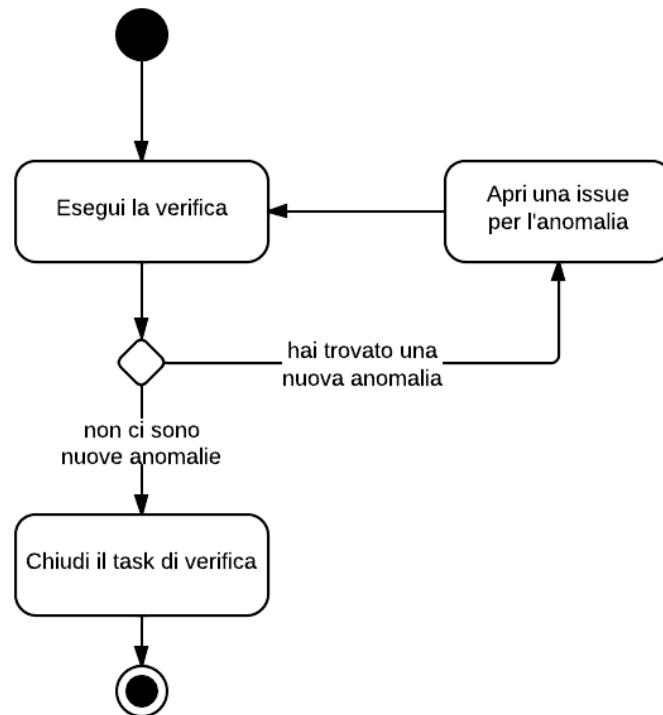 Esegui la verifica
Apri una issue
per l'anomalia
hai trovato una
nuova anomalia
non ci sono
nuove anomalie
Chiudi il task di verifica